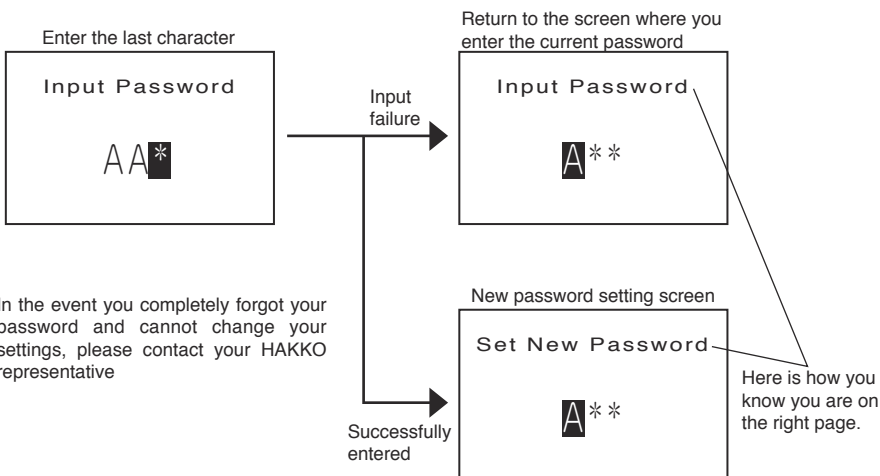 Enter the last character
Input Password
AA*
Input
failure
Return to the screen where you
enter the current password
Input Password
A**
In the event you completely forgot your
password and cannot change your
settings, please contact your HAKKO
representative
Successfully
entered
New password setting screen
Set New Password
A**
Here is how you
know you are on
the right page.